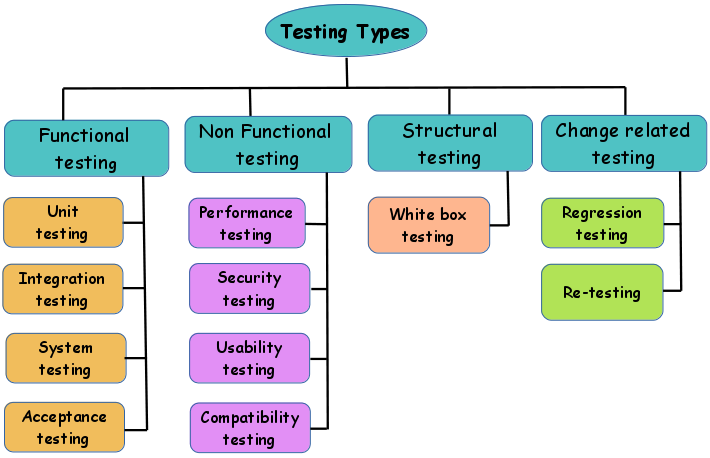 Testing Types
Functional
testing
Non Functional
testing
Structural
testing
Change related
testing
Unit
testing
Integration
testing
System
testing
Acceptance
testing
Performance
testing
Security
testing
Usability
testing
Compatibility
testing
White box
testing
Regression
testing
Re-testing